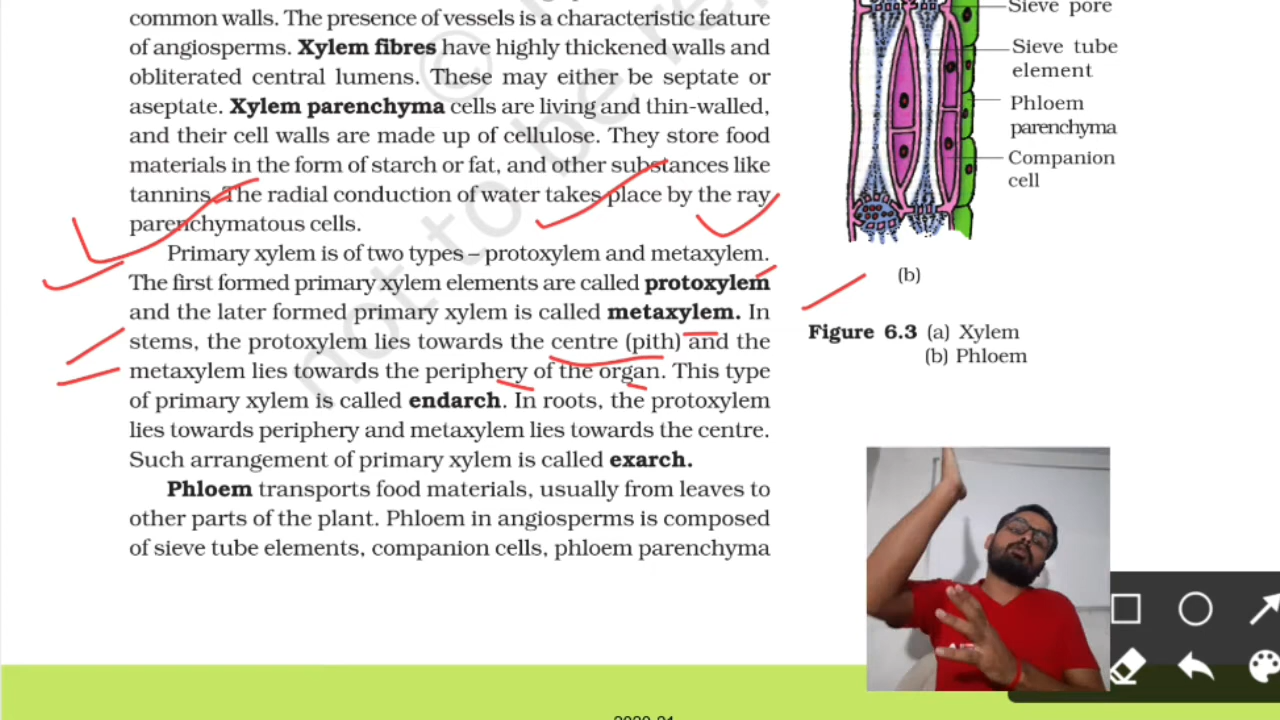 common walls. The presence of vessels is a characteristic feature
of angiosperms. Xylem fibres have highly thickened walls and
obliterated central lumens. These may either be septate or
aseptate. Xylem parenchyma cells are living and thin-walled,
and their cell walls are made up of cellulose. They store food
materials in the form of starch or fat, and other substances like
tannins. The radial conduction of water takes place by the ray
parenchymatous cells.
Primary xylem is of two types – protoxylem and metaxylem.
The first formed primary xylem elements are called protoxylem
and the later formed primary xylem is called metaxylem. In
stems, the protoxylem lies towards the centre (pith) and the
metaxylem lies towards the periphery of the organ. This type
of primary xylem is called endarch. In roots, the protoxylem
lies towards periphery and metaxylem lies towards the centre.
Such arrangement of primary xylem is called exarch.
Phloem transports food materials, usually from leaves to
other parts of the plant. Phloem in angiosperms is composed
of sieve tube elements, companion cells, phloem parenchyma
Sieve pore
Sieve tube
element
Phloem
parenchyma
Companion
cell
(b)
Figure 6.3 (a) Xylem
(b) Phloem
© not to be re